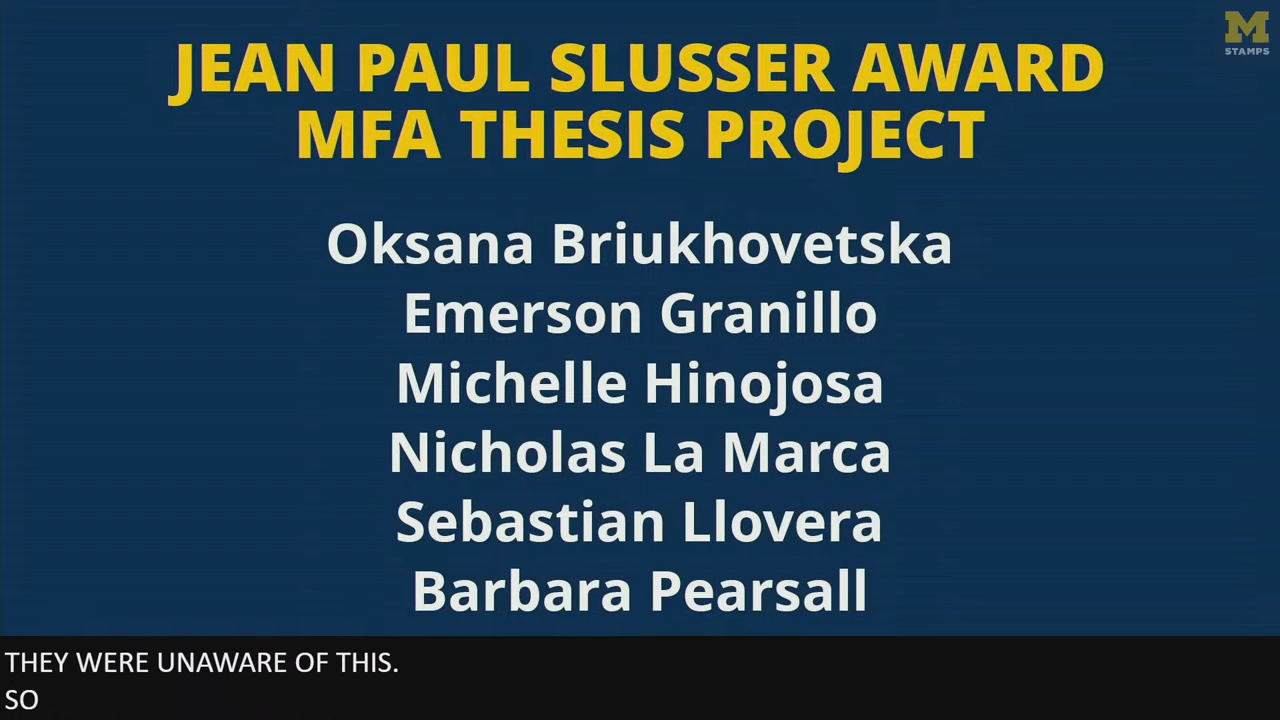 M
STAMPS
JEAN PAUL SLUSSER AWARD
MFA THESIS PROJECT
Oksana Briukhovetska
Emerson Granillo
Michelle Hinojosa
Nicholas La Marca
Sebastian Llovera
Barbara Pearsall
THEY WERE UNAWARE OF THIS.
SO